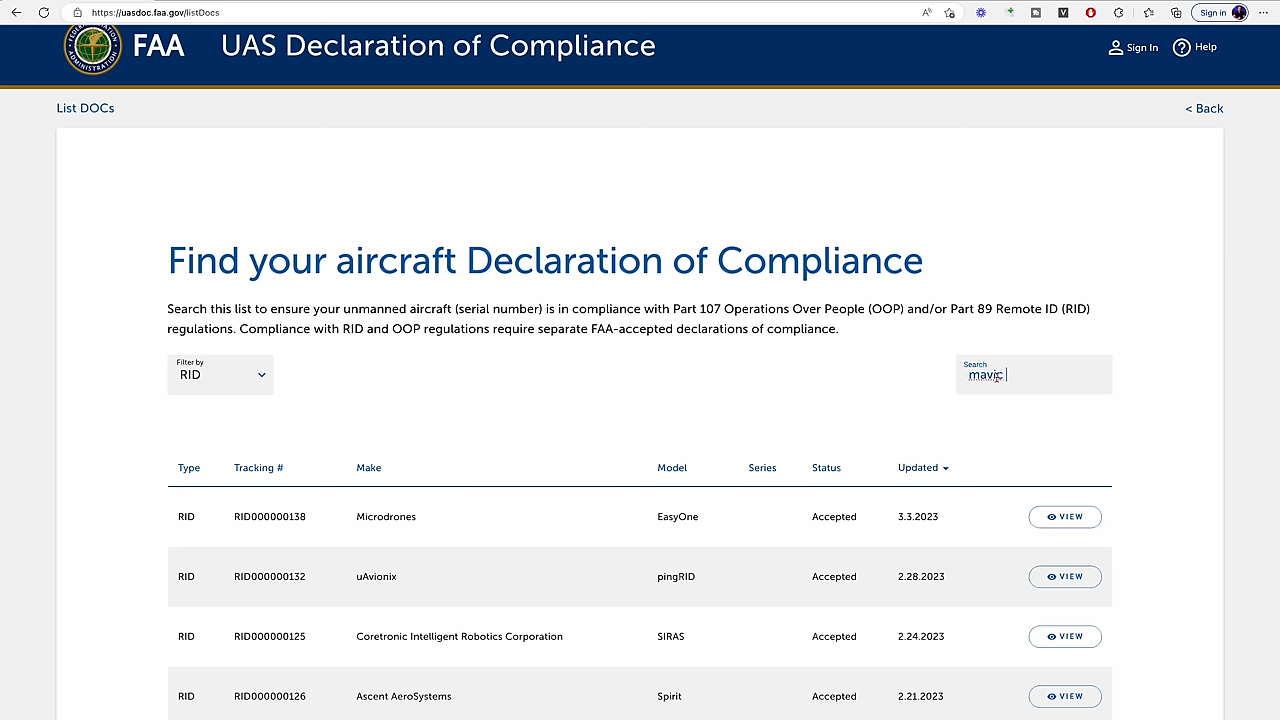 https://uasdoc.faa.gov/listDocs
Sign in
FAA UAS Declaration of Compliance
Sign In
Help
List DOCs
< Back
Find your aircraft Declaration of Compliance
Search this list to ensure your unmanned aircraft (serial number) is in compliance with Part 107 Operations Over People (OOP) and/or Part 89 Remote ID (RID)
regulations. Compliance with RID and OOP regulations require separate FAA-accepted declarations of compliance.
Filter by
RID
Search
mavic
Type Tracking # Make Model Series Status Updated
RID RID000000138 Microdrones EasyOne Accepted 3.3.2023 VIEW
RID RID000000132 uAvionix pingRID Accepted 2.28.2023 VIEW
RID RID000000125 Coretronic Intelligent Robotics Corporation SIRAS Accepted 2.24.2023 VIEW
RID RID000000126 Ascent AeroSystems Spirit Accepted 2.21.2023 VIEW